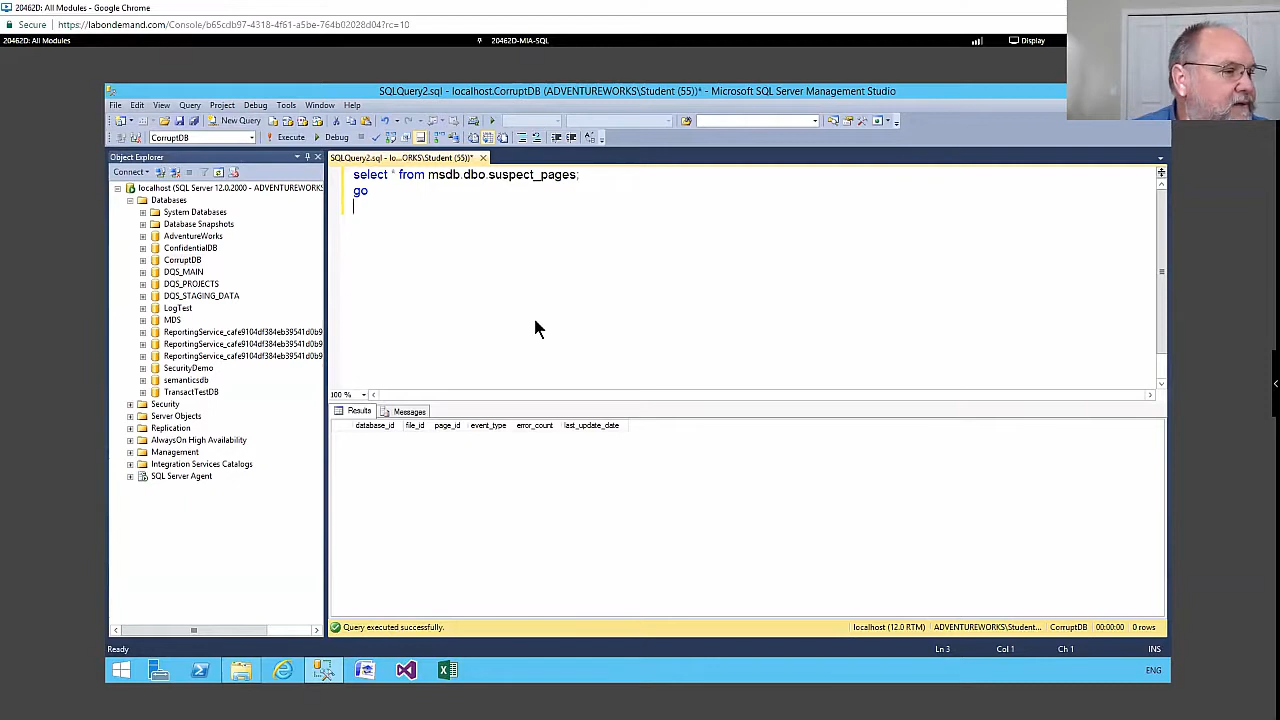 20462D: All Modules - Google Chrome
Secure https://labondemand.com/Console/b65cdb97-4318-4f61-a5be-764b02028d04?rc=10
20462D: All Modules
20462D-MIA-SQL
Display
SQLQuery2.sql - localhost.CorruptDB (ADVENTUREWORKS\Student (55))* - Microsoft SQL Server Management Studio
File Edit View Query Project Debug Tools Window Help
New Query
CorruptDB
Execute
Debug
Object Explorer
SQLQuery2.sql - lo...ORKS\Student (55))*
Connect
select * from msdb.dbo.suspect_pages;
go
localhost (SQL Server 12.0.2000 - ADVENTUREWORKS
Databases
System Databases
Database Snapshots
AdventureWorks
ConfidentialDB
CorruptDB
DQS_MAIN
DQS_PROJECTS
DQS_STAGING_DATA
LogTest
MDS
ReportingService_cafe9104df384eb39541d0b9
ReportingService_cafe9104df384eb39541d0b9
ReportingService_cafe9104df384eb39541d0b9
SecurityDemo
semanticsdb
TransactTestDB
Security
Server Objects
Replication
AlwaysOn High Availability
Management
Integration Services Catalogs
SQL Server Agent
100 %
Results
Messages
database_id file_id page_id event_type error_count last_update_date
Query executed successfully.
localhost (12.0 RTM)
ADVENTUREWORKS\Student...
CorruptDB
00:00:00
0 rows
Ready
Ln 3
Col 1
Ch 1
INS
ENG